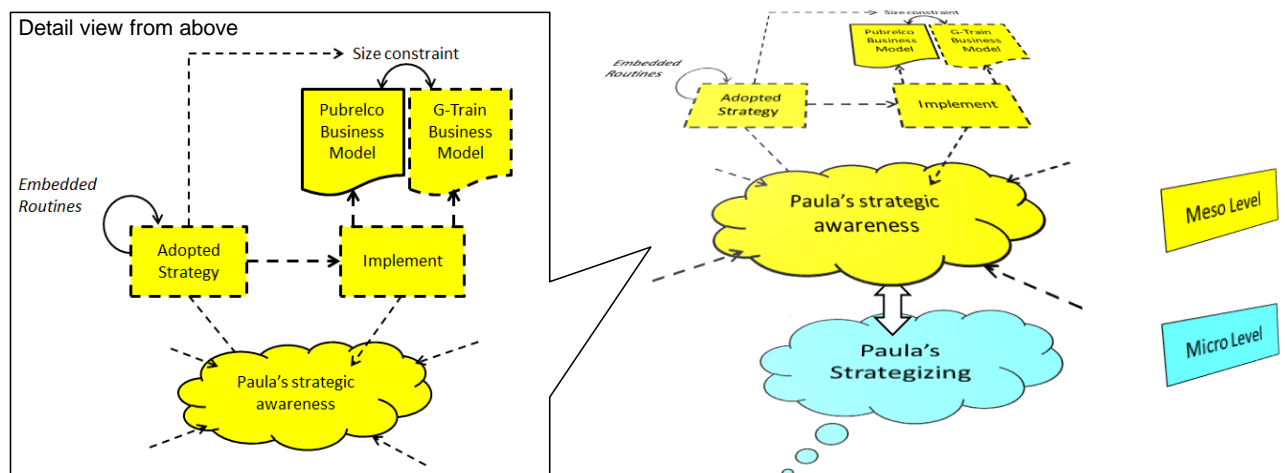 Detail view from above
Size constraint
Pubrelco
Business
Model
G-Train
Business
Model
Embedded
Routines
Adopted
Strategy
Implement
Paula's strategic
awareness
Size constraint
Pubrelco
Business
Model
G-Train
Business
Model
Embedded
Routines
Adopted
Strategy
Implement
Paula's strategic
awareness
Meso Level
Paula's
Strategizing
Micro Level